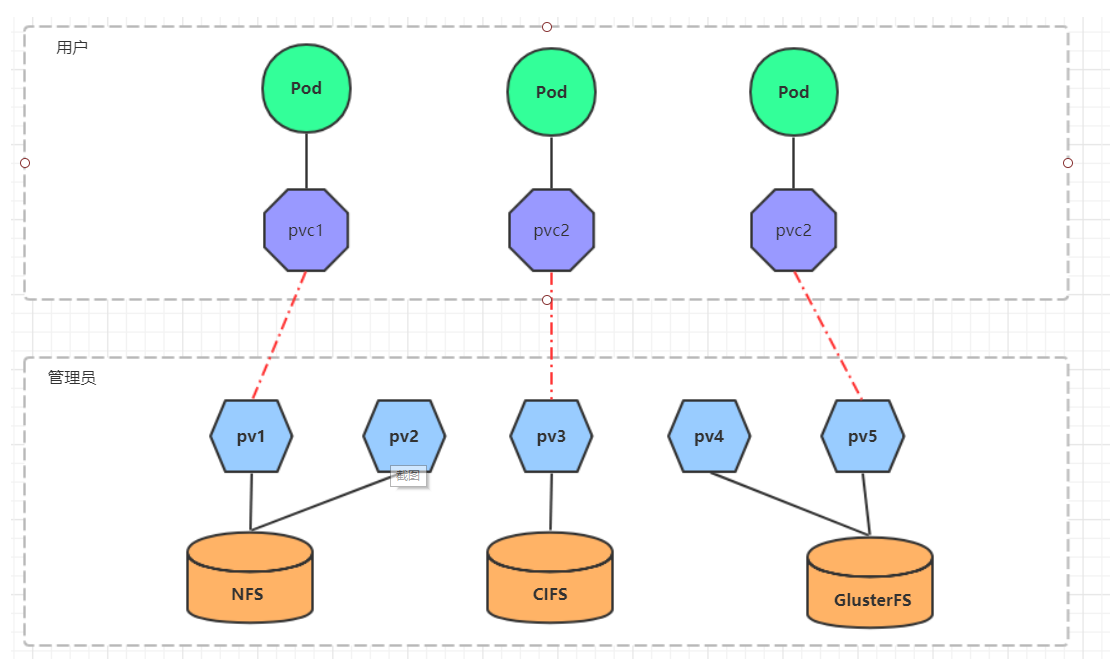 用户
Pod
Pod
Pod
pvc1
pvc2
pvc2
管理员
pv1
pv2
pv3
pv4
pv5
截图
NFS
CIFS
GlusterFS